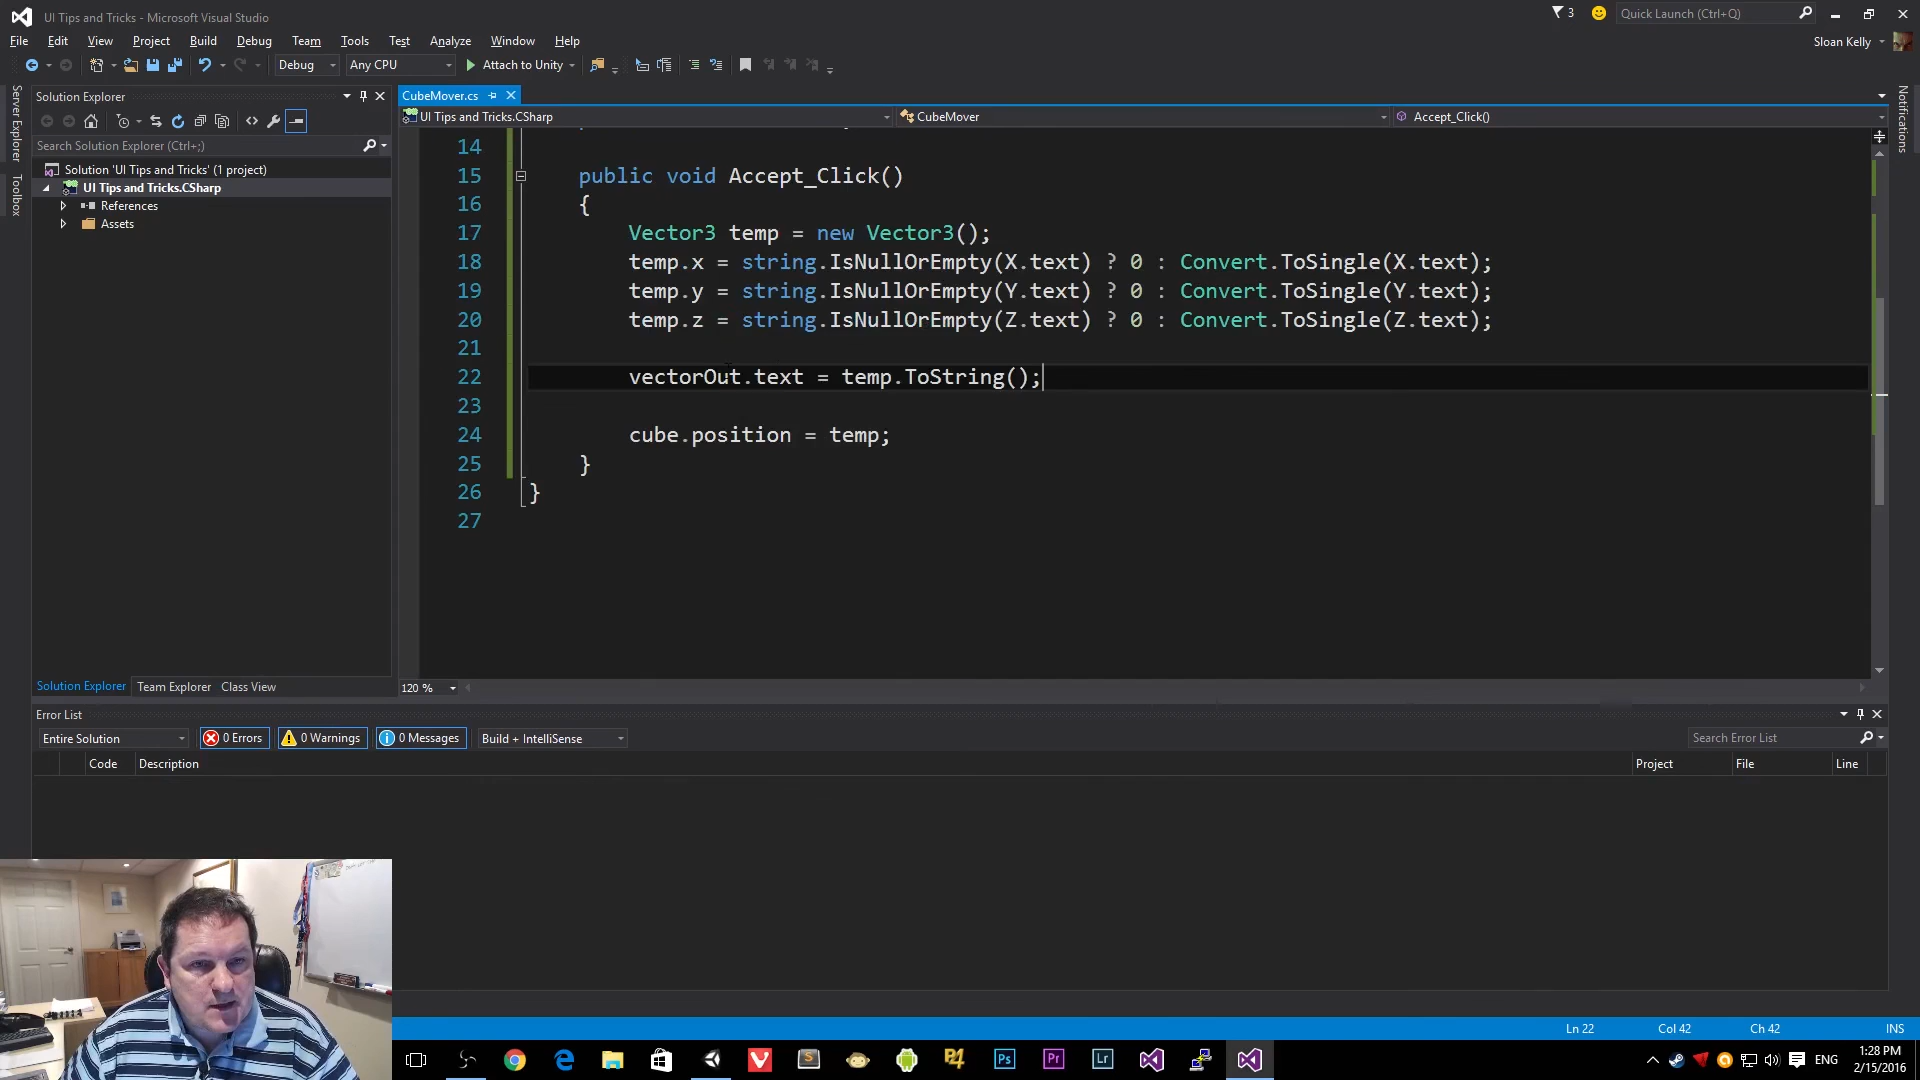 UI Tips and Tricks - Microsoft Visual Studio
3
Quick Launch (Ctrl+Q)
File Edit View Project Build Debug Team Tools Test Analyze Window Help
Sloan Kelly
Debug
Any CPU
Attach to Unity
Server Explorer
Toolbox
Solution Explorer
Search Solution Explorer (Ctrl+;)
Solution 'UI Tips and Tricks' (1 project)
UI Tips and Tricks.CSharp
References
Assets
Solution Explorer Team Explorer Class View
CubeMover.cs
UI Tips and Tricks.CSharp
CubeMover
Accept_Click()
Notifications
14
15 public void Accept_Click()
16 {
17 Vector3 temp = new Vector3();
18 temp.x = string.IsNullOrEmpty(X.text) ? 0 : Convert.ToSingle(X.text);
19 temp.y = string.IsNullOrEmpty(Y.text) ? 0 : Convert.ToSingle(Y.text);
20 temp.z = string.IsNullOrEmpty(Z.text) ? 0 : Convert.ToSingle(Z.text);
21
22 vectorOut.text = temp.ToString();
23
24 cube.position = temp;
25 }
26 }
27
120 %
Error List
Entire Solution
0 Errors
0 Warnings
0 Messages
Build + IntelliSense
Search Error List
Code Description Project File Line
Ln 22 Col 42 Ch 42 INS
Ps
Pr
Lr
ENG
1:28 PM
2/15/2016